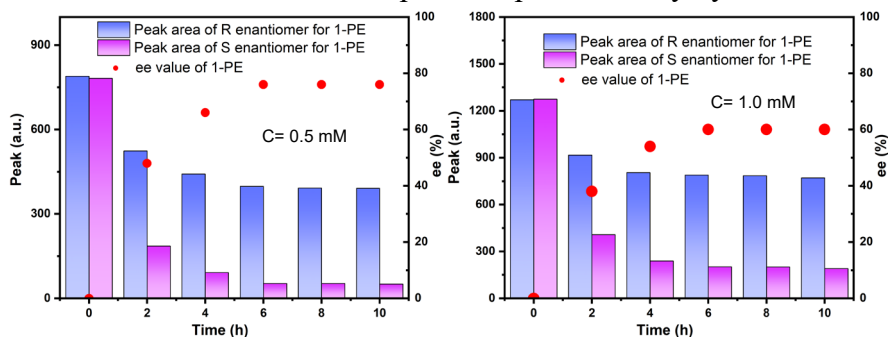 Peak area of R enantiomer for 1-PE
Peak area of S enantiomer for 1-PE
ee value of 1-PE
C= 0.5 mM
900
600
300
0
Peak (a.u.)
100
80
60
40
20
0
ee (%)
0 2 4 6 8 10
Time (h)
Peak area of R enantiomer for 1-PE
Peak area of S enantiomer for 1-PE
ee value of 1-PE
C= 1.0 mM
1800
1500
1200
900
600
300
0
Peak (a.u.)
100
80
60
40
20
0
ee (%)
0 2 4 6 8 10
Time (h)